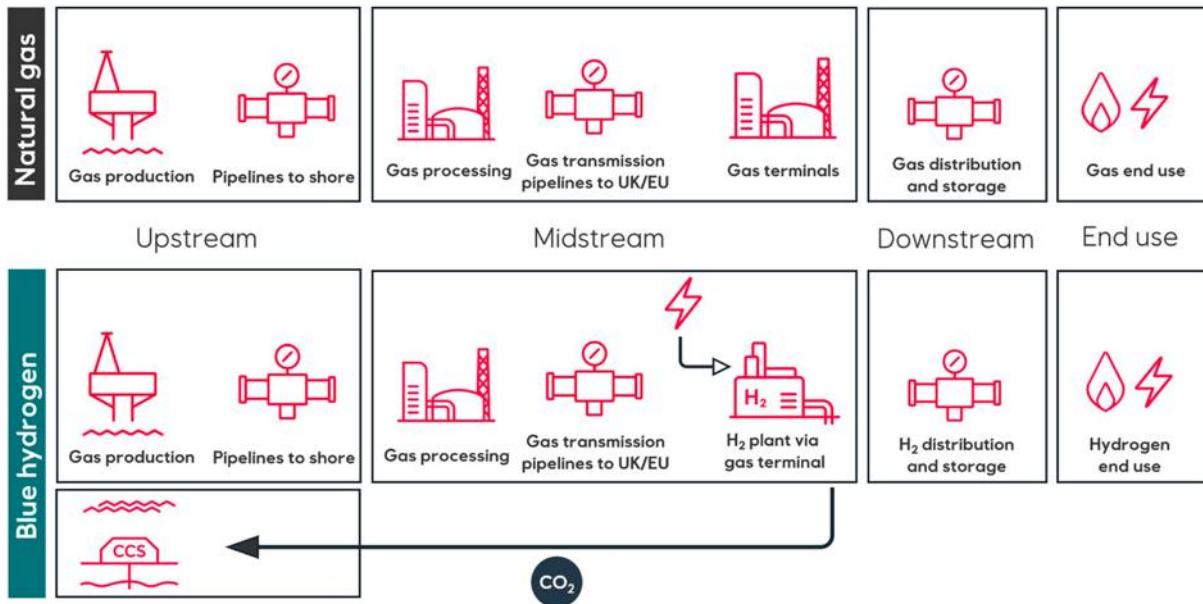 Natural gas
Gas production
Pipelines to shore
Gas processing
Gas transmission
pipelines to UK/EU
Gas terminals
Gas distribution
and storage
Gas end use
Upstream
Midstream
Downstream
End use
Blue hydrogen
Gas production
Pipelines to shore
Gas processing
Gas transmission
pipelines to UK/EU
H₂
H₂ plant via
gas terminal
H₂ distribution
and storage
Hydrogen
end use
CCS
CO₂